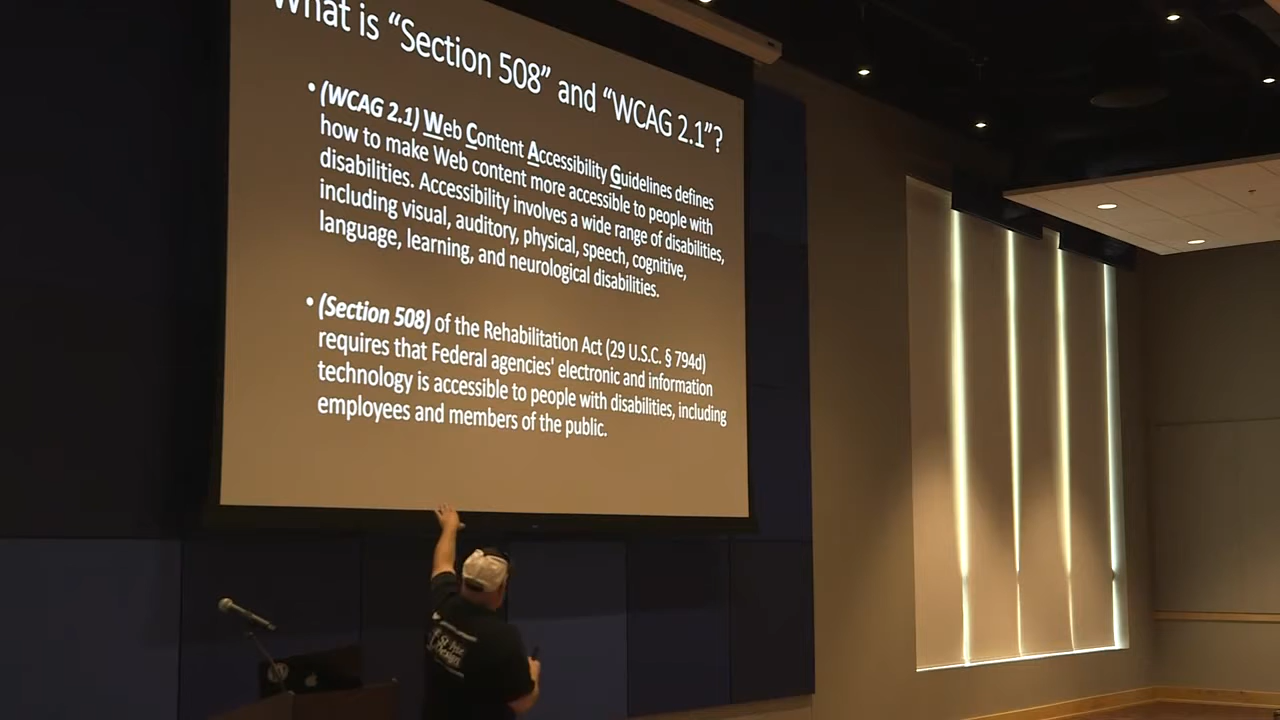 What is “Section 508” and “WCAG 2.1”?
• (WCAG 2.1) Web Content Accessibility Guidelines defines
how to make Web content more accessible to people with
disabilities. Accessibility involves a wide range of disabilities,
including visual, auditory, physical, speech, cognitive,
language, learning, and neurological disabilities.
• (Section 508) of the Rehabilitation Act (29 U.S.C. § 794d)
requires that Federal agencies' electronic and information
technology is accessible to people with disabilities, including
employees and members of the public.